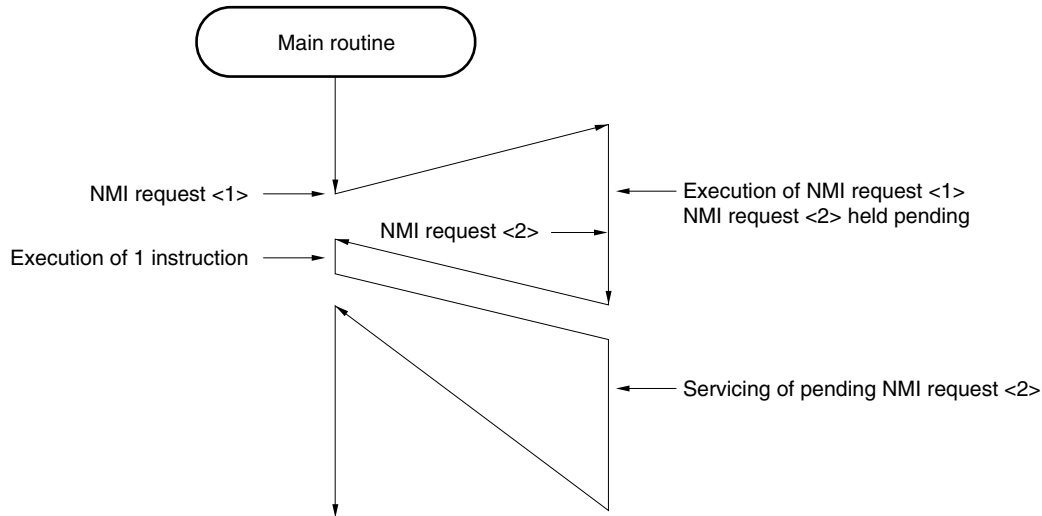 Main routine
NMI request <1>
Execution of NMI request <1>
NMI request <2> held pending
NMI request <2>
Execution of 1 instruction
Servicing of pending NMI request <2>